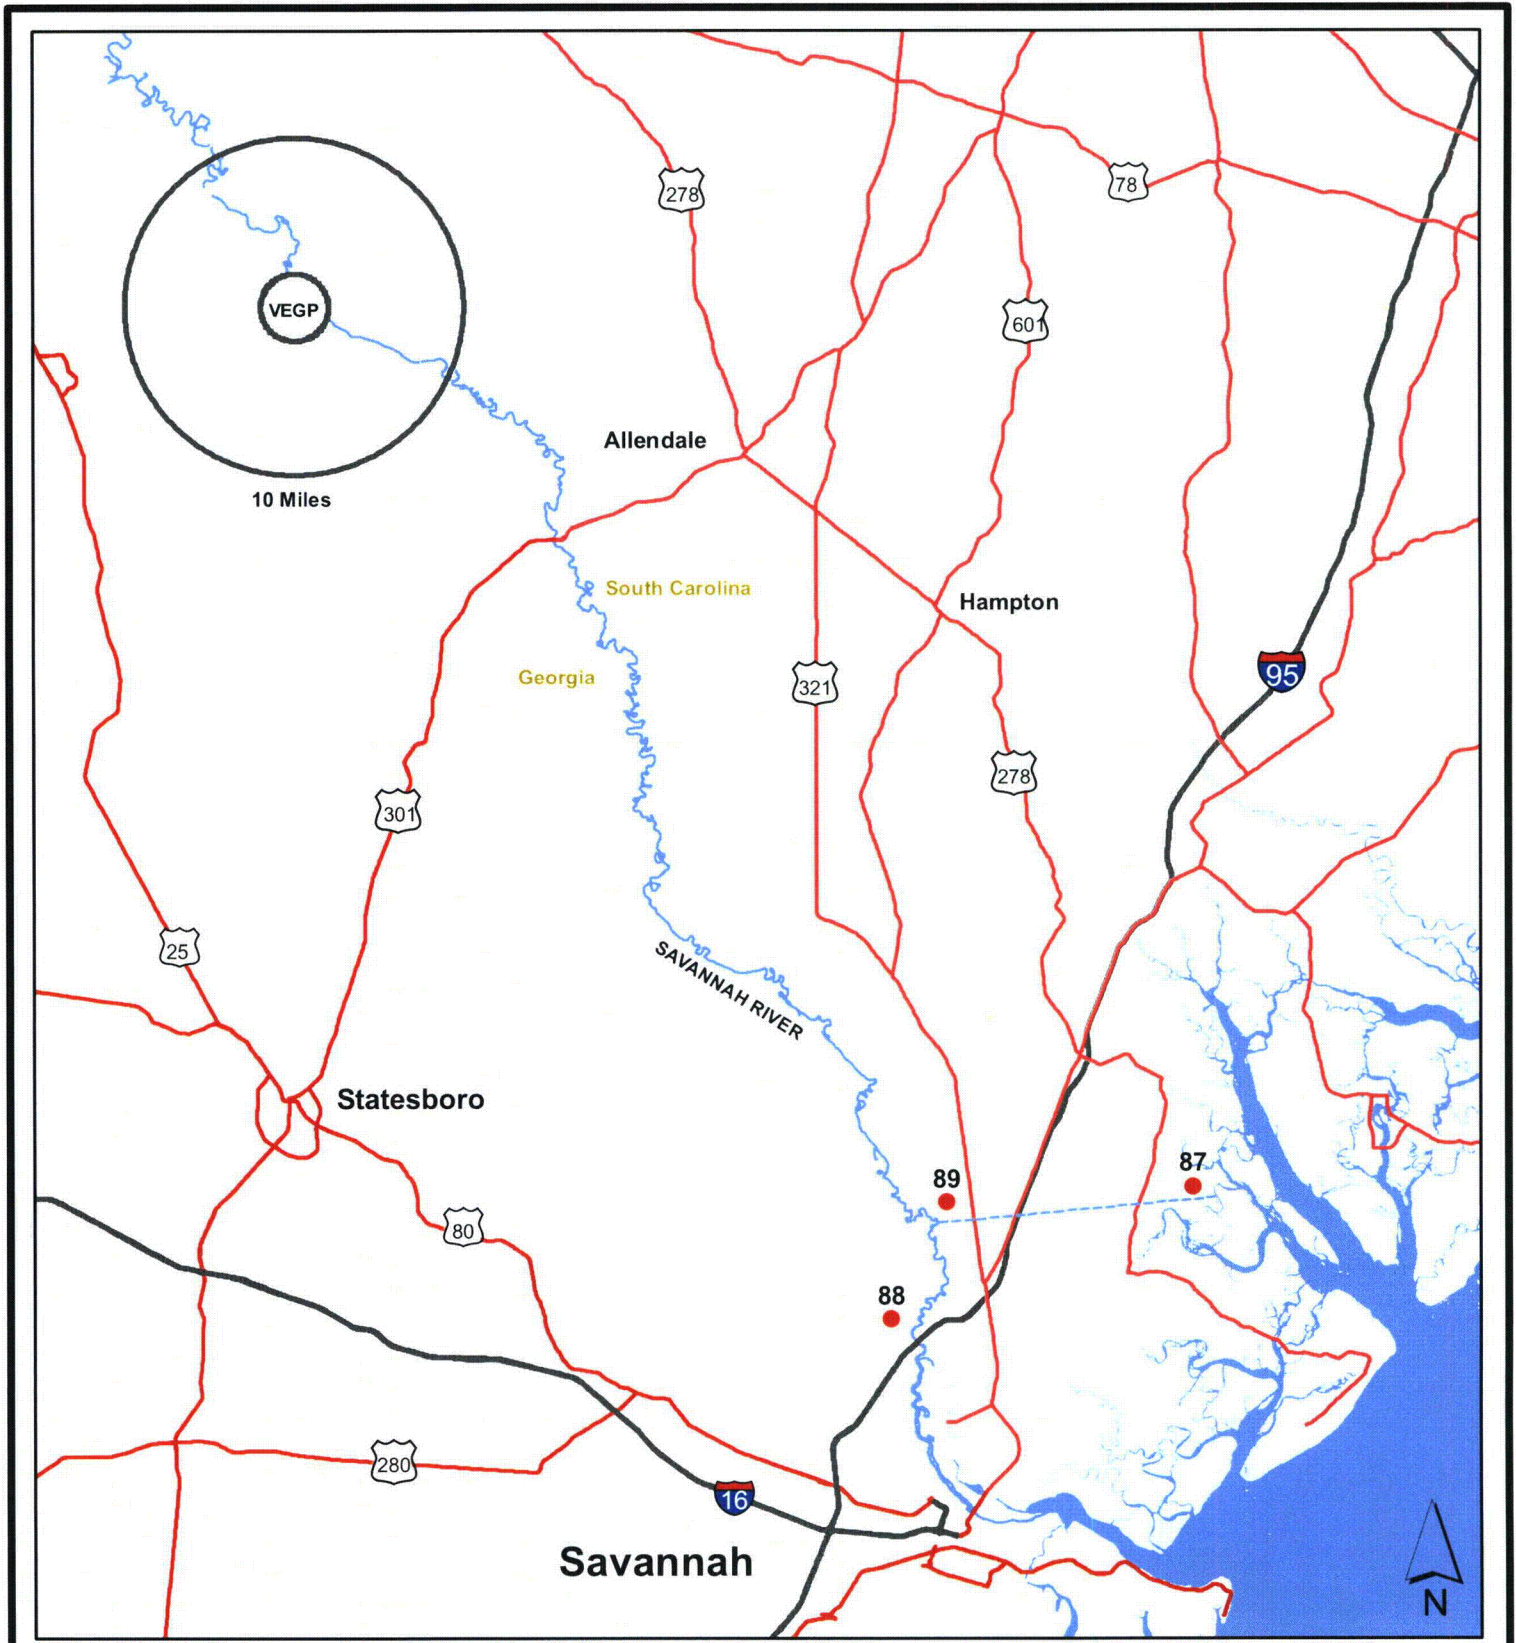 278
78
VEGP
601
Allendale
10 Miles
South Carolina
Hampton
Georgia
95
321
278
301
25
SAVANNAH RIVER
Statesboro
89
87
80
88
280
16
Savannah
N